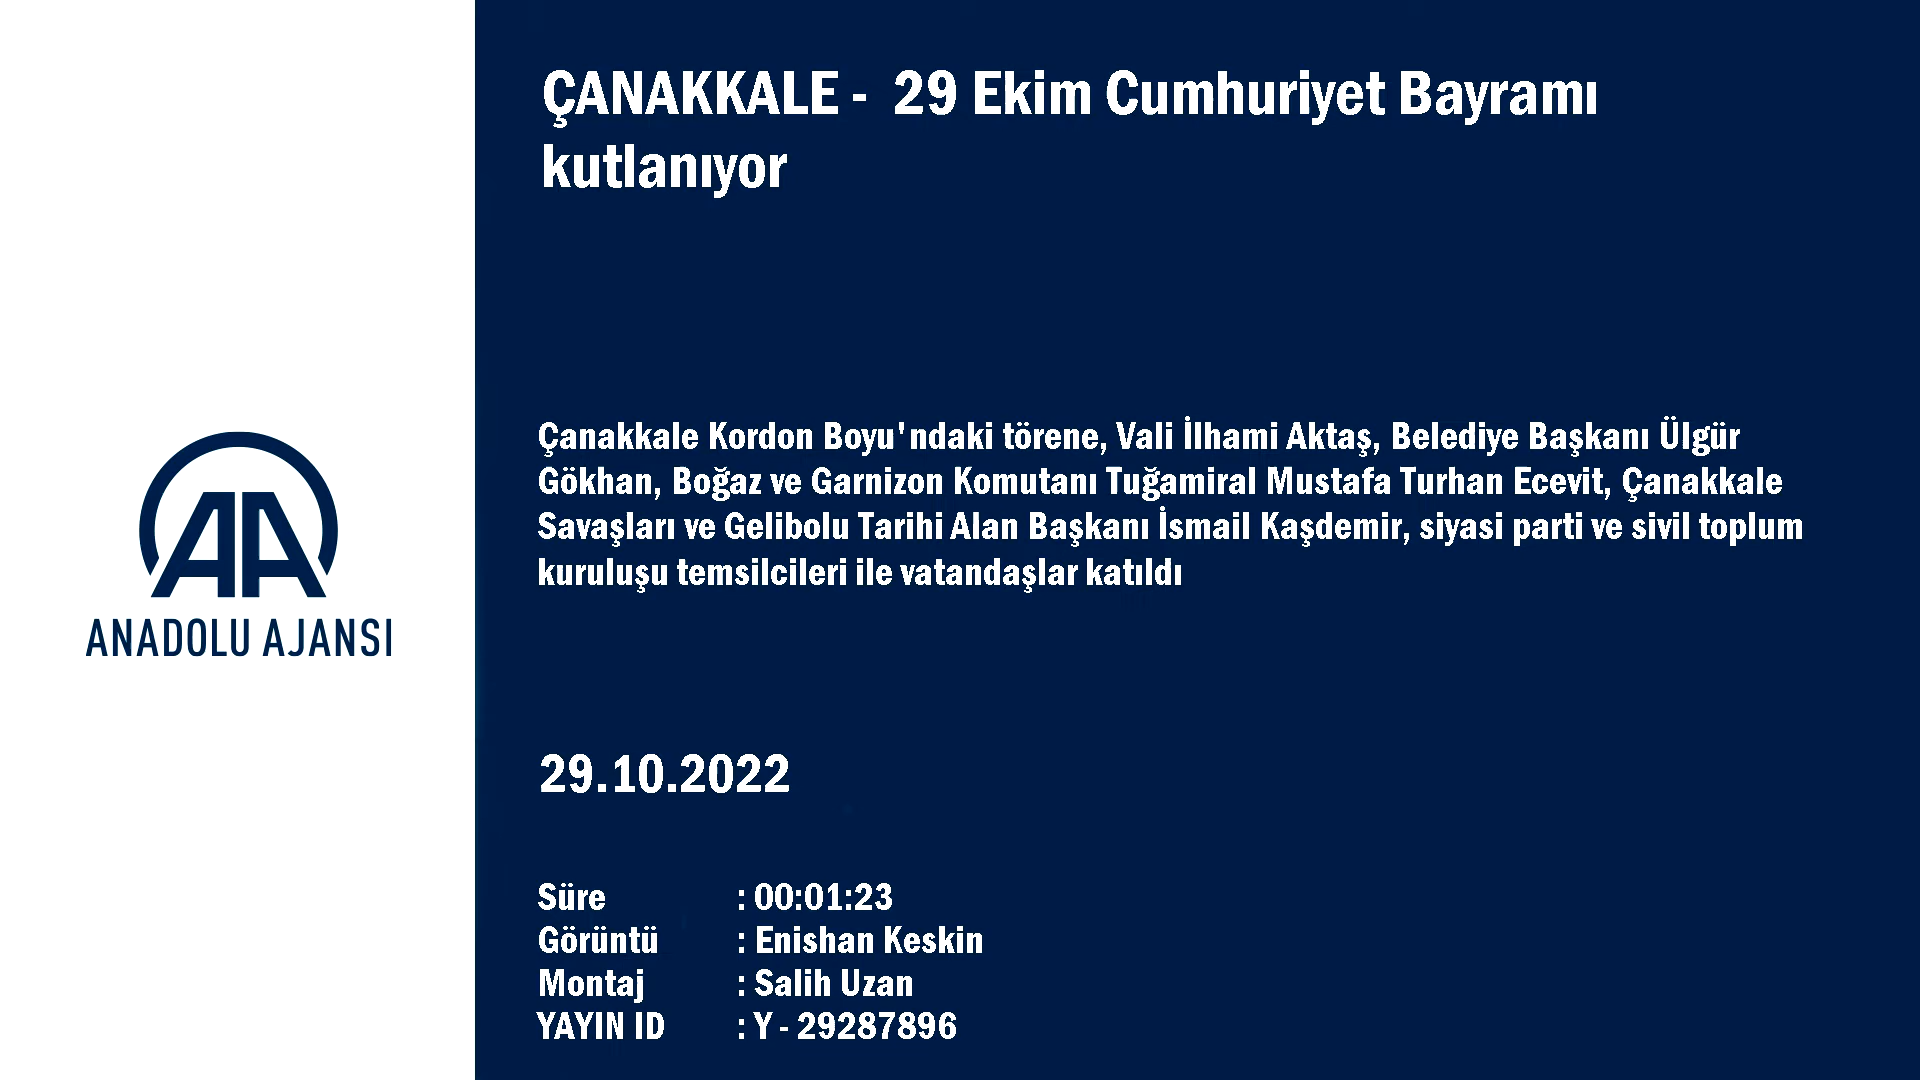 ÇANAKKALE -  29 Ekim Cumhuriyet Bayramı
kutlanıyor
Çanakkale Kordon Boyu'ndaki törene, Vali İlhami Aktaş, Belediye Başkanı Ülgür
Gökhan, Boğaz ve Garnizon Komutanı Tuğamiral Mustafa Turhan Ecevit, Çanakkale
Savaşları ve Gelibolu Tarihi Alan Başkanı İsmail Kaşdemir, siyasi parti ve sivil toplum
kuruluşu temsilcileri ile vatandaşlar katıldı
AA
ANADOLU AJANSI
29.10.2022
Süre : 00:01:23
Görüntü : Enishan Keskin
Montaj : Salih Uzan
YAYIN ID : Y - 29287896